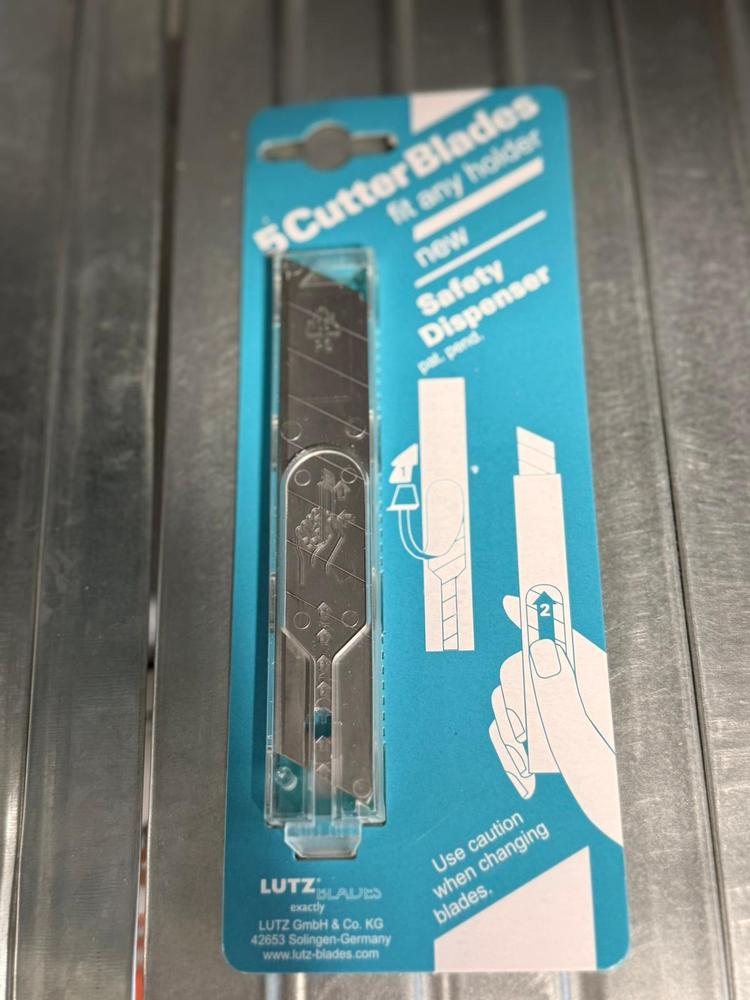 5 Cutter Blades
fit any holder
new
Safety
Dispenser
pat. pend.
1
2
Use caution
when changing
blades.
LUTZ® BLADES
exactly
LUTZ GmbH & Co. KG
42653 Solingen-Germany
www.lutz-blades.com